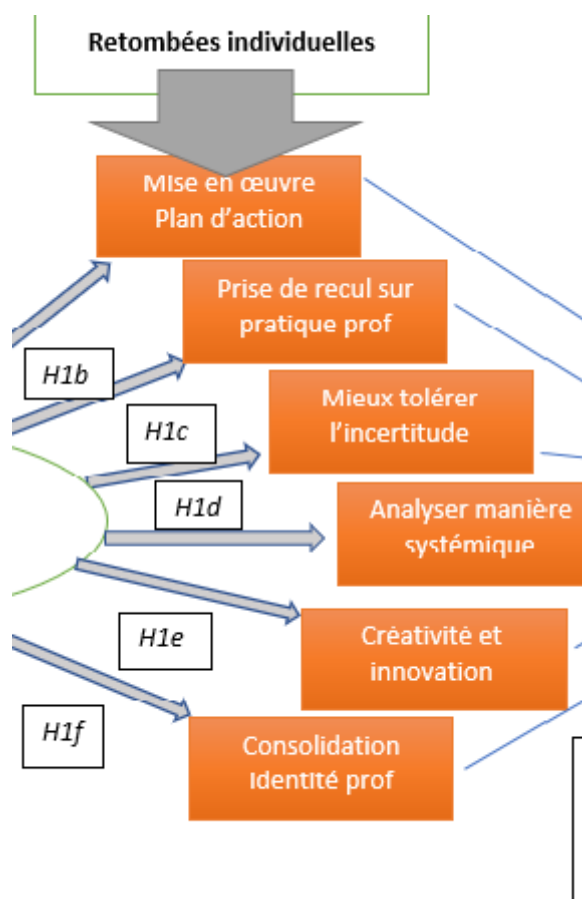 Retombées individuelles
Mise en œuvre
Plan d'action
Prise de recul sur
pratique prof
H1b
Mieux tolérer
l'incertitude
H1c
H1d
Analyser manière
systémique
H1e
Créativité et
innovation
H1f
Consolidation
Identité prof